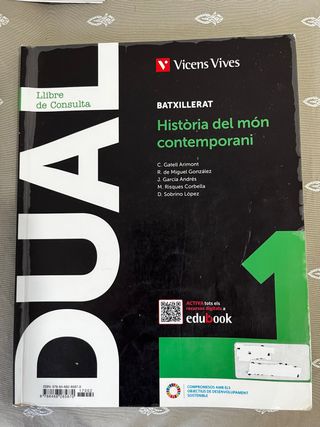 Llibre
de Consulta
DUAL
Vicens Vives
BATXILLERAT
Història del món
contemporani
C. Gatell Arimont
R. de Miguel González
J. García Andrés
M. Risques Corbella
D. Sobrino López
1
ACTIVA tots els
recursos digitals a
edubook
COMPROMESOS AMB ELS
OBJECTIUS DE DESENVOLUPAMENT
SOSTENIBLE